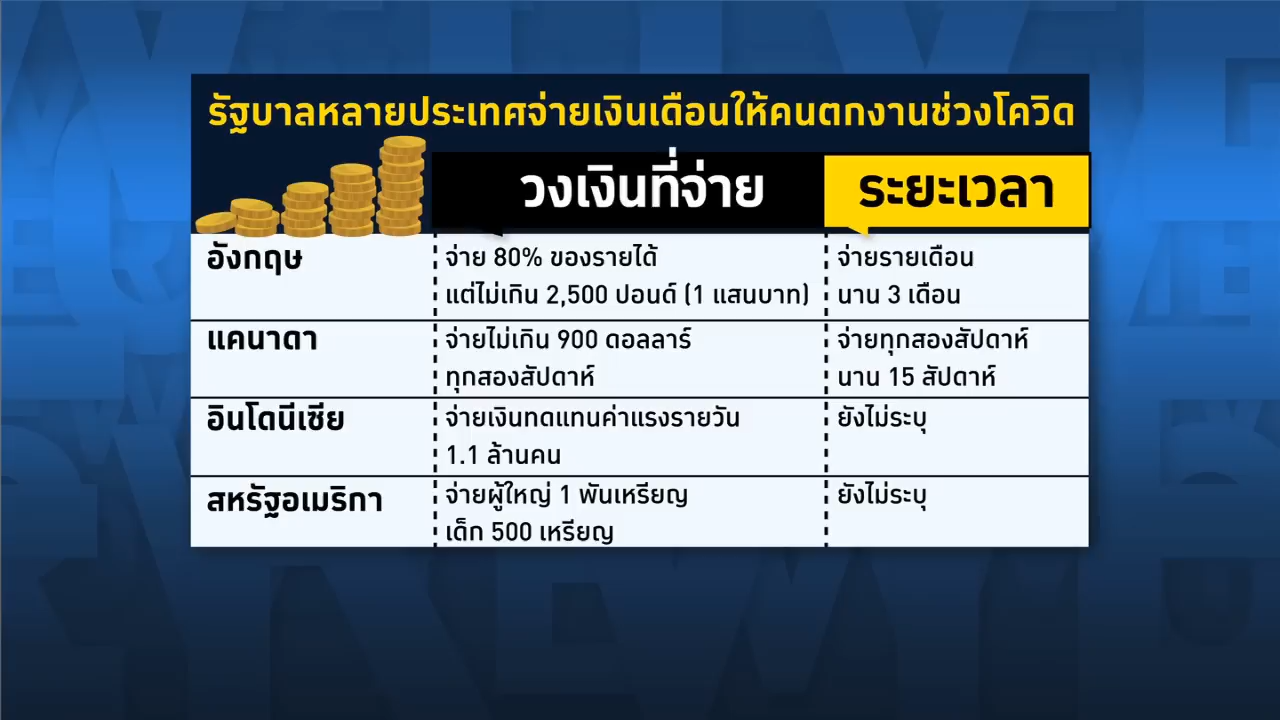 รัฐบาลหลายประเทศจ่ายเงินเดือนให้คนตกงานช่วงโควิด
วงเงินที่จ่าย
ระยะเวลา
อังกฤษ
จ่าย 80% ของรายได้
แต่ไม่เกิน 2,500 ปอนด์ (1 แสนบาท)
จ่ายรายเดือน
นาน 3 เดือน
แคนาดา
จ่ายไม่เกิน 900 ดอลลาร์
ทุกสองสัปดาห์
จ่ายทุกสองสัปดาห์
นาน 15 สัปดาห์
อินโดนีเซีย
จ่ายเงินทดแทนค่าแรงรายวัน
1.1 ล้านคน
ยังไม่ระบุ
สหรัฐอเมริกา
จ่ายผู้ใหญ่ 1 พันเหรียญ
เด็ก 500 เหรียญ
ยังไม่ระบุ